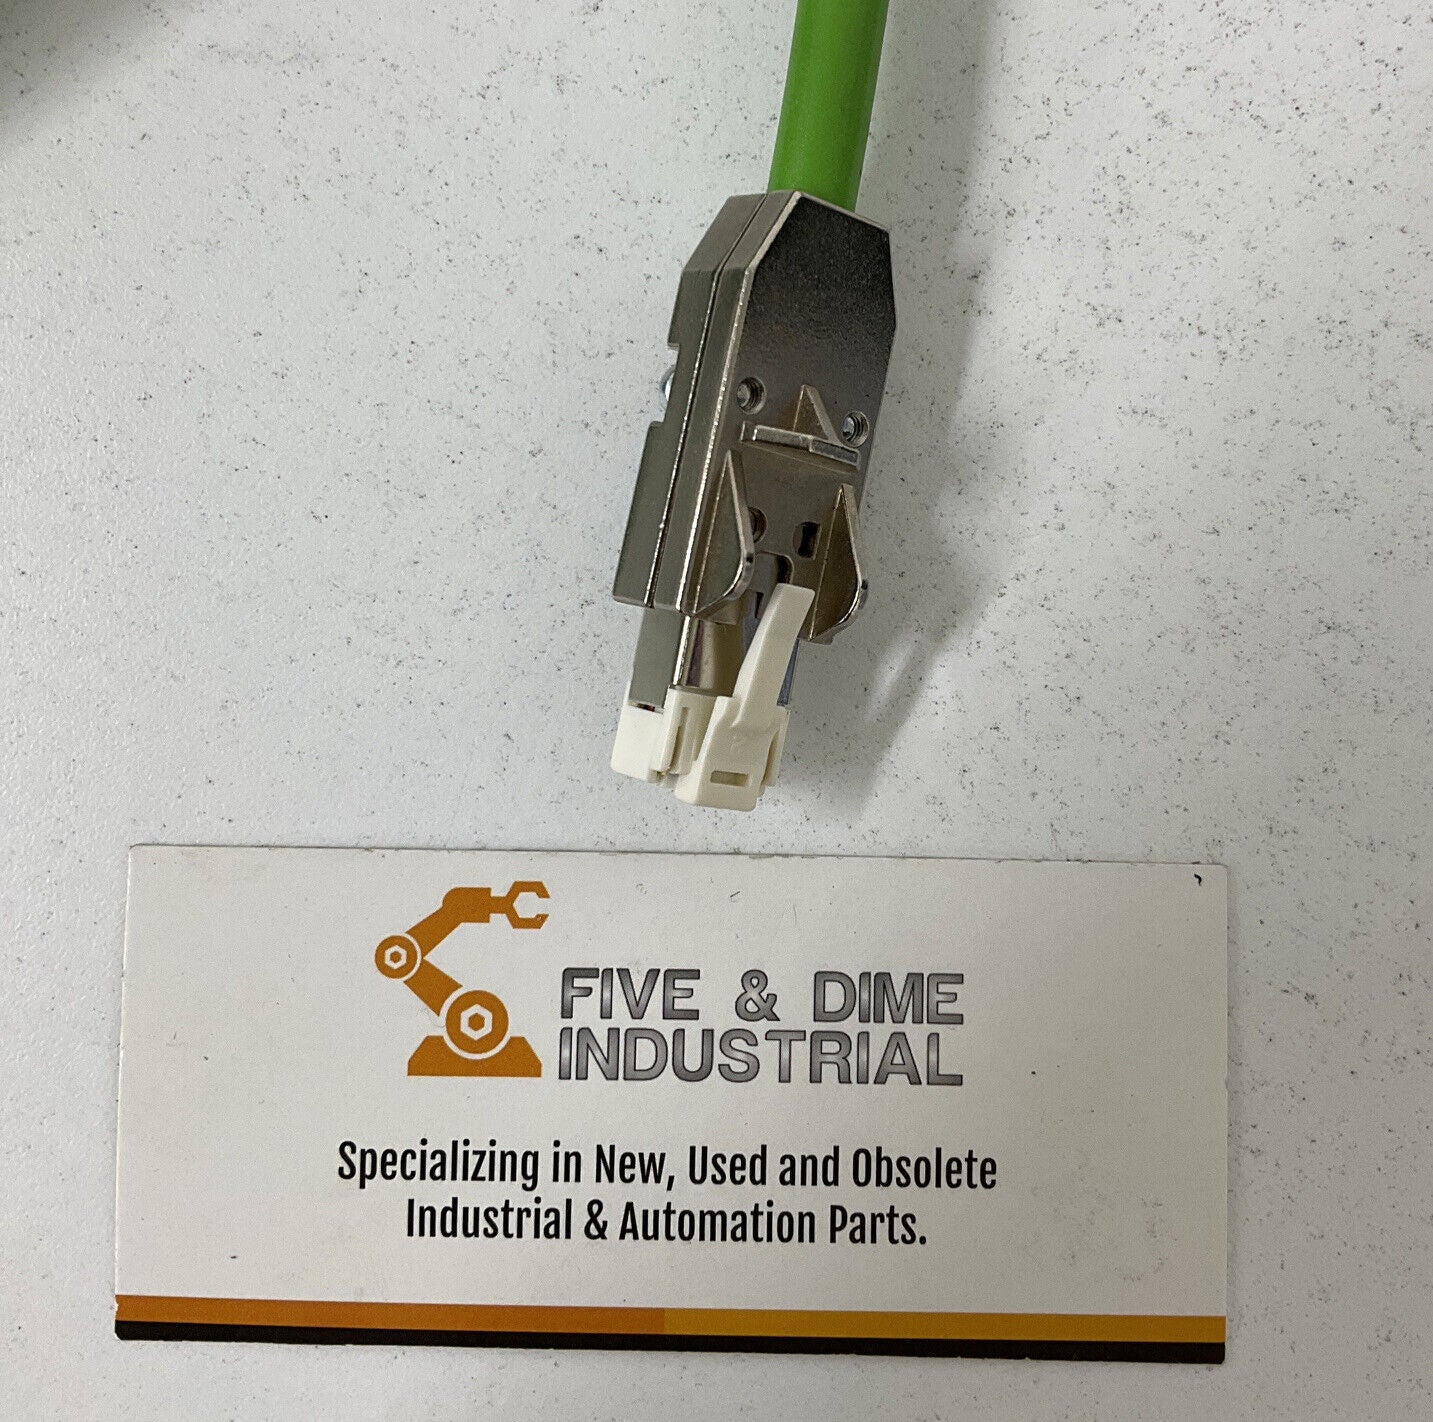 FIVE & DIME
INDUSTRIAL
Specializing in New, Used and Obsolete
Industrial & Automation Parts.